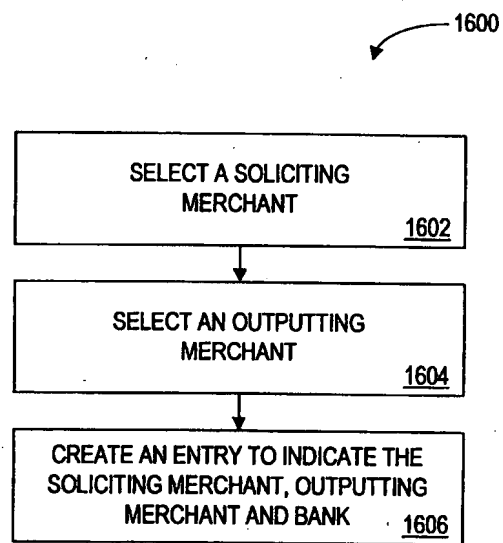 1600
SELECT A SOLICITING
MERCHANT
1602
SELECT AN OUTPUTTING
MERCHANT
1604
CREATE AN ENTRY TO INDICATE THE
SOLICITING MERCHANT, OUTPUTTING
MERCHANT AND BANK
1606